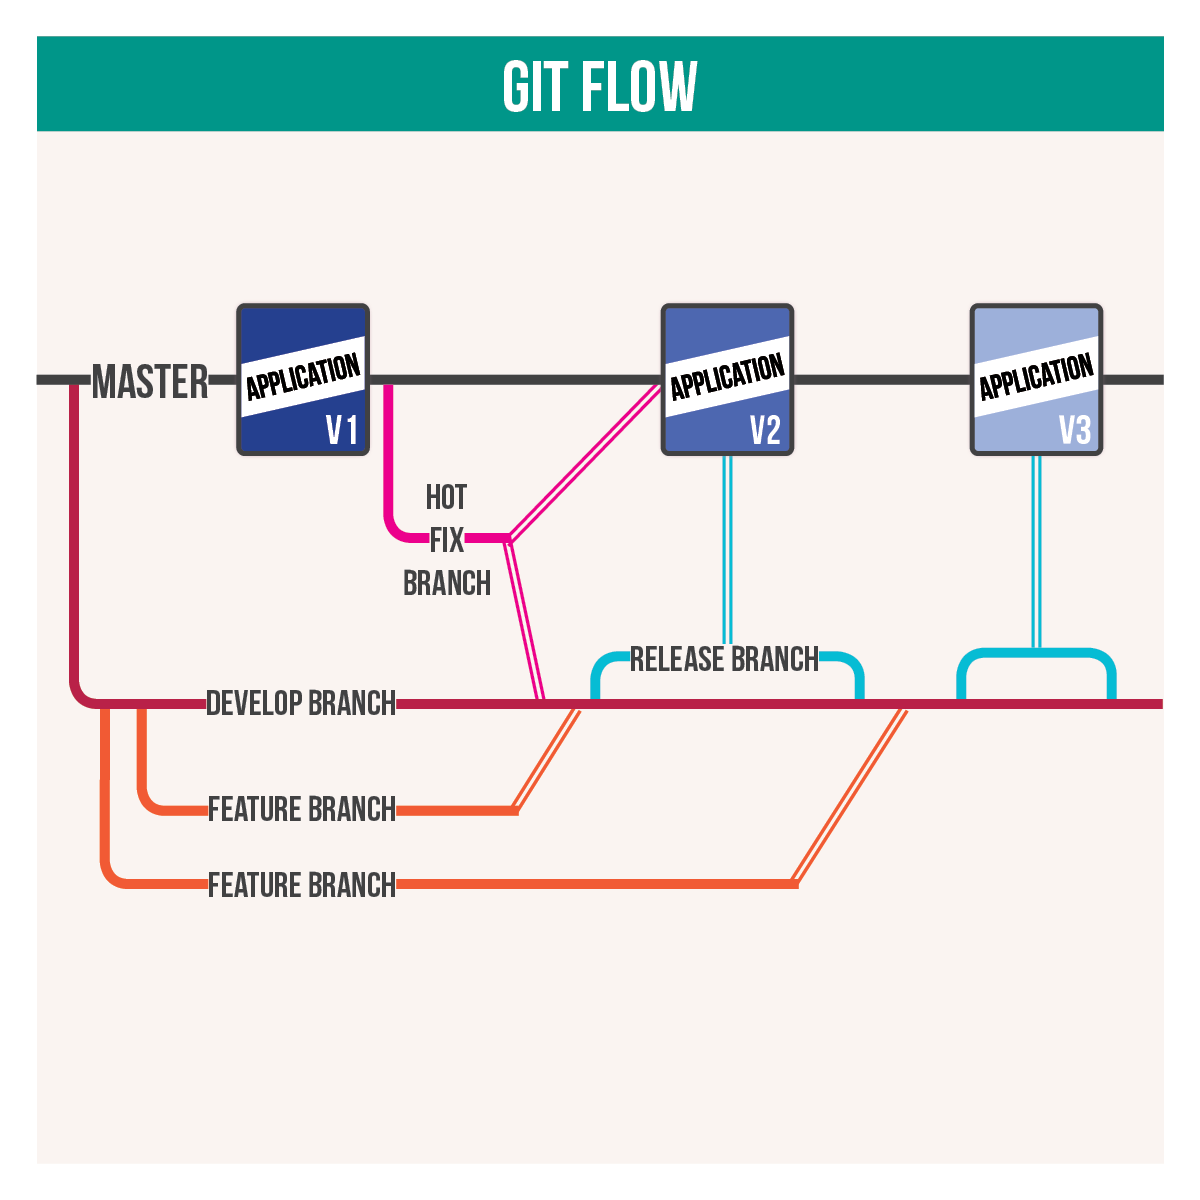 GIT FLOW
MASTER
APPLICATION
V1
APPLICATION
V2
APPLICATION
V3
HOT
FIX
BRANCH
RELEASE BRANCH
DEVELOP BRANCH
FEATURE BRANCH
FEATURE BRANCH